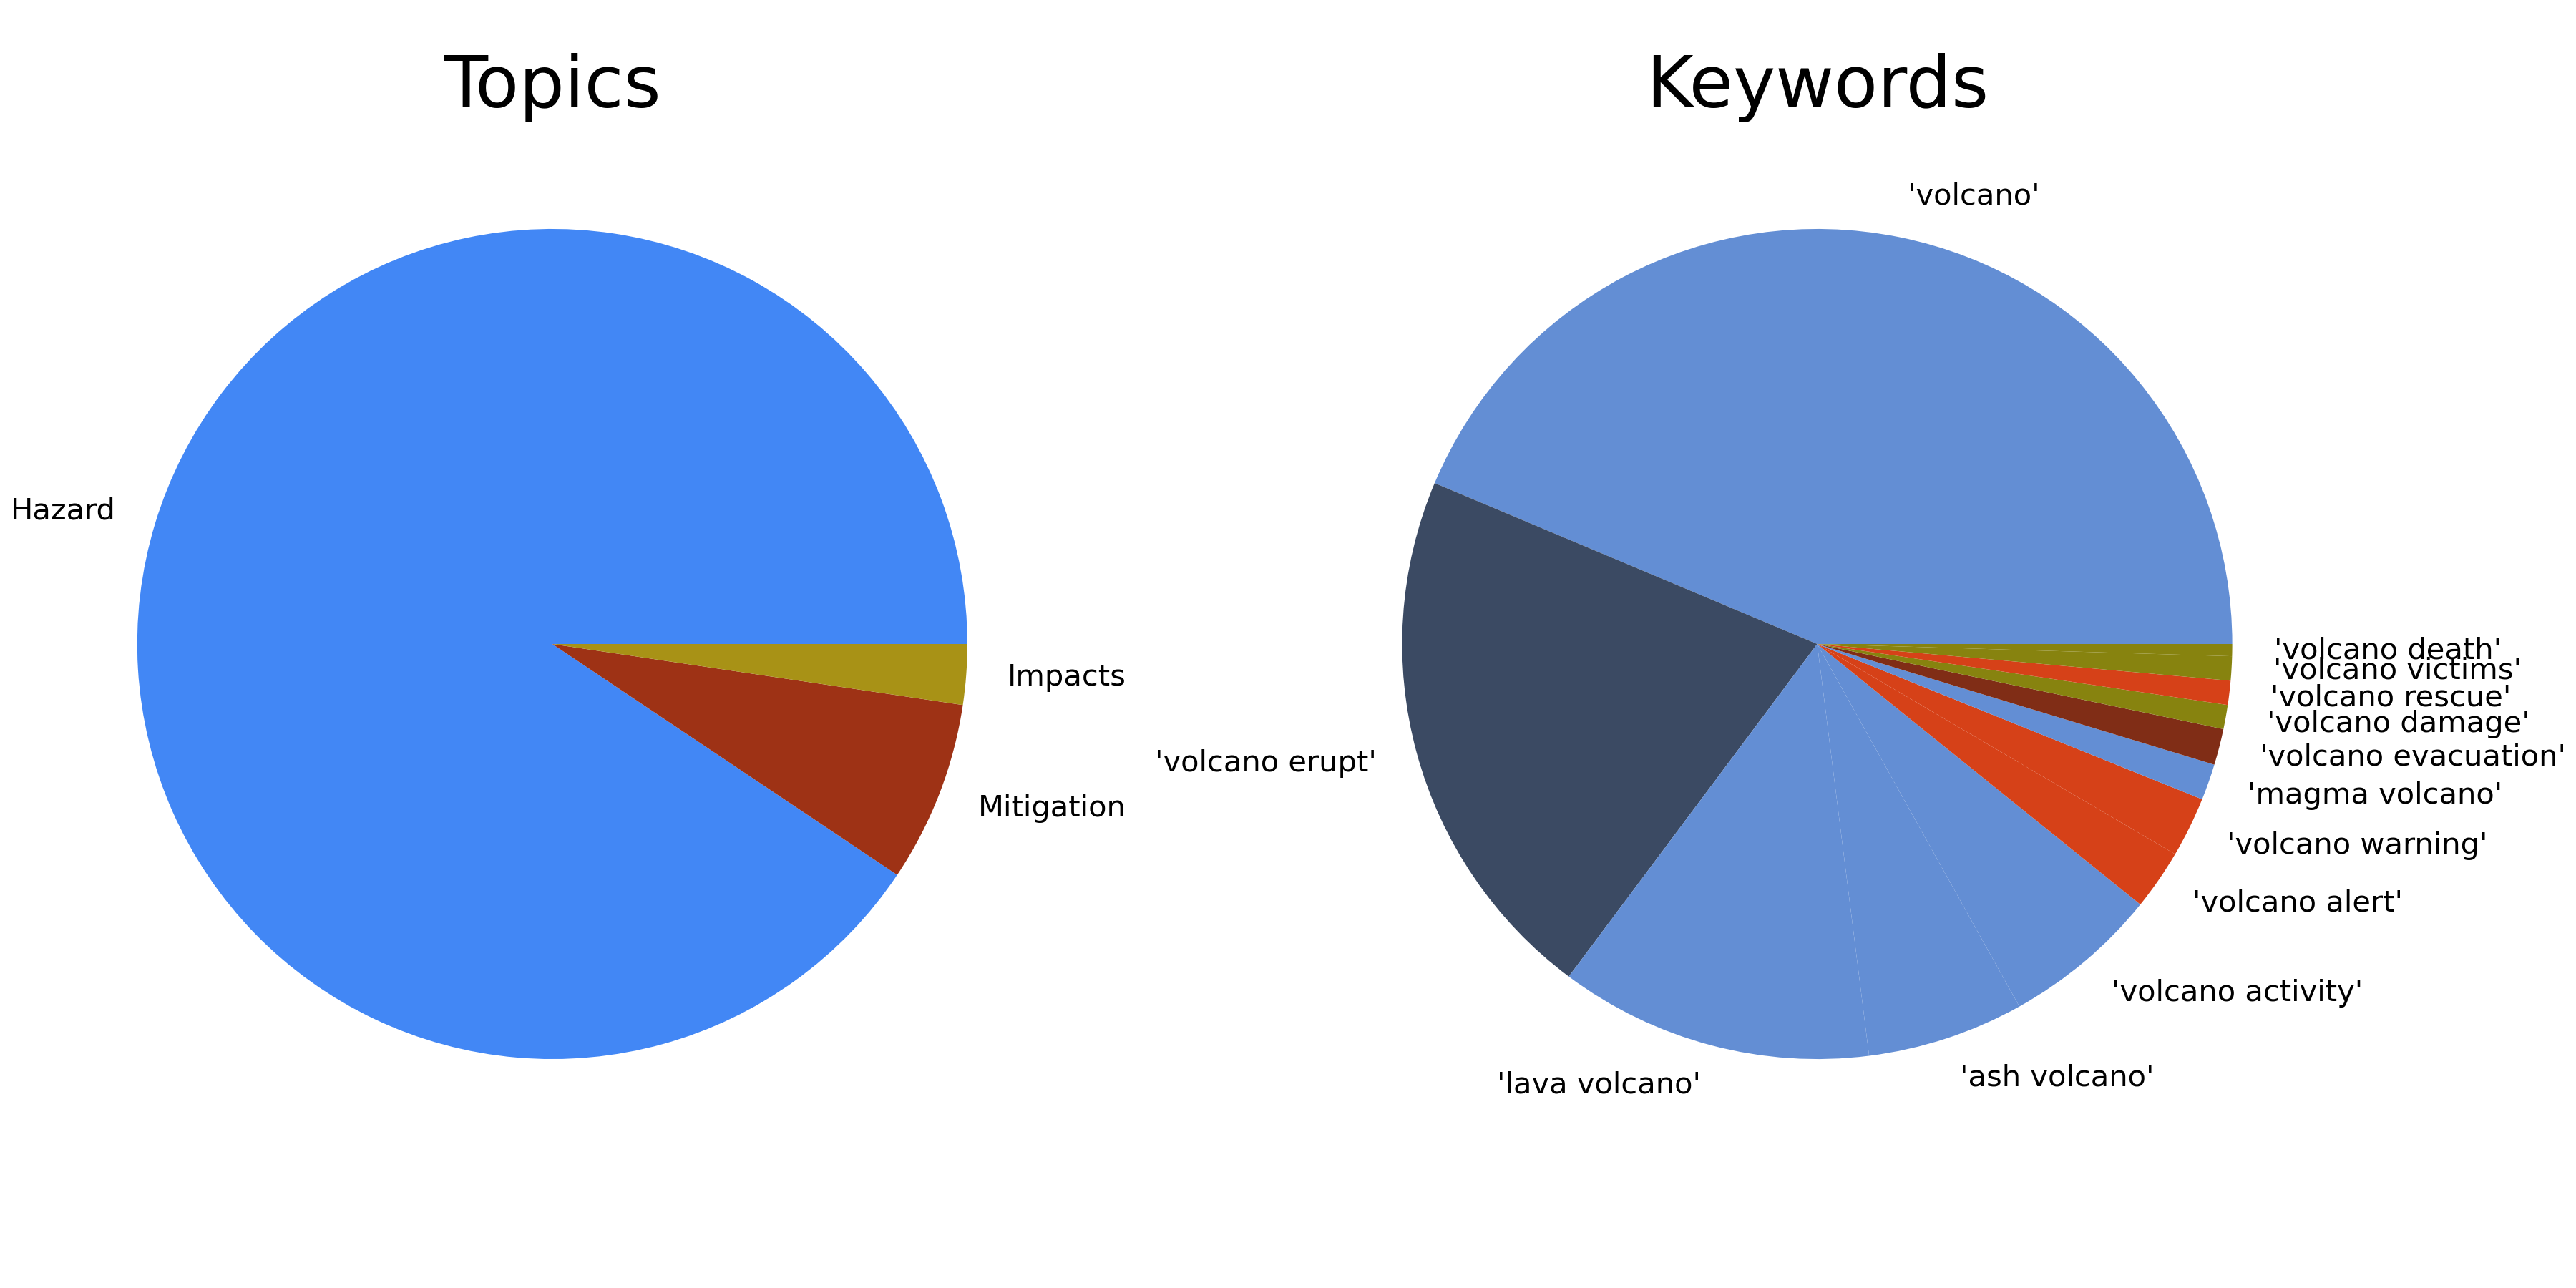 Topics
Hazard
Impacts
Mitigation
Keywords
'volcano'
'volcano erupt'
'lava volcano'
'ash volcano'
'volcano activity'
'volcano alert'
'volcano warning'
'magma volcano'
'volcano evacuation'
'volcano damage'
'volcano rescue'
'volcano victims'
'volcano death'